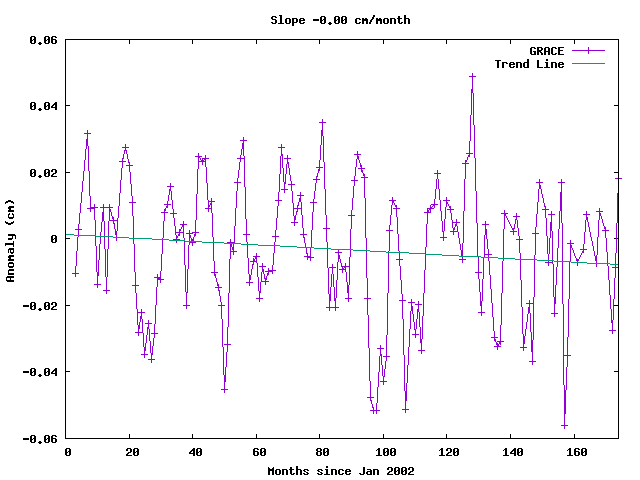 Slope -0.00 cm/month
GRACE
Trend Line
0.06
0.04
0.02
0
-0.02
-0.04
-0.06
Anomaly (cm)
0 20 40 60 80 100 120 140 160
Months since Jan 2002